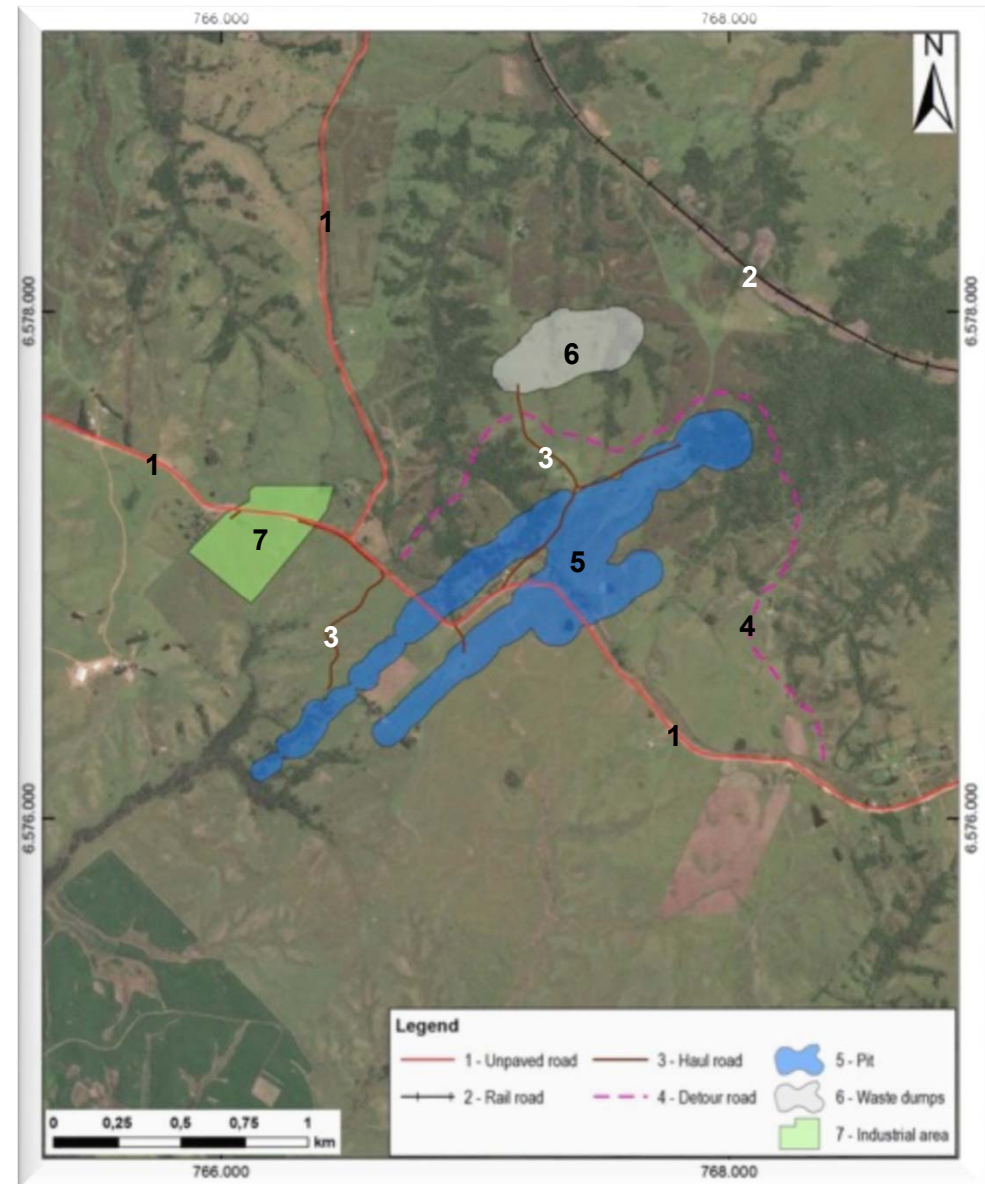 766.000 768.000
N
1
2
6.578.000 6.578.000
6
3
1
7
5
4
3
1
6.576.000 6.576.000
Legend
1 - Unpaved road 3 - Haul road 5 - Pit
2 - Rail road 4 - Detour road 6 - Waste dumps
7 - Industrial area
0 0,25 0,5 0,75 1
km
766.000 768.000